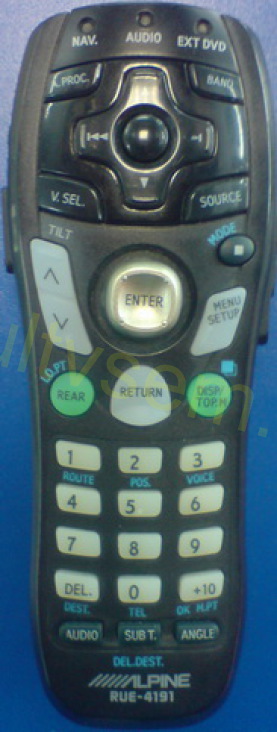 NAV. AUDIO EXT DVD
PROC. BAND
V. SEL. SOURCE
TILT MODE
ENTER
MENU
SETUP
LO.PT
REAR RETURN DISP/
TOP.M
1 2 3
ROUTE POS. VOICE
4 5 6
7 8 9
DEL. 0 +10
DEST. TEL OK M.PT
AUDIO SUB T. ANGLE
DEL.DEST.
ALPINE
RUE-4191